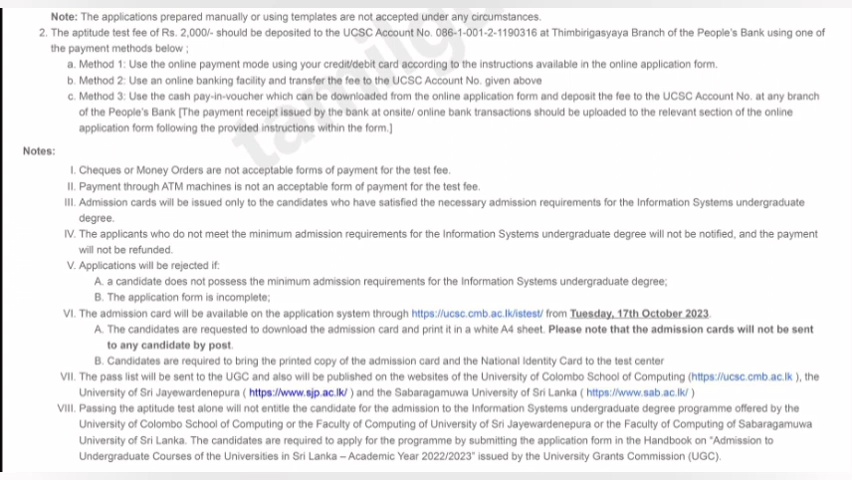 Note: The applications prepared manually or using templates are not accepted under any circumstances.
2. The aptitude test fee of Rs. 2,000/- should be deposited to the UCSC Account No. 086-1-001-2-1190316 at Thimbirigasyaya Branch of the People's Bank using one of
the payment methods below ;
a. Method 1: Use the online payment mode using your credit/debit card according to the instructions available in the online application form.
b. Method 2: Use an online banking facility and transfer the fee to the UCSC Account No. given above
c. Method 3: Use the cash pay-in-voucher which can be downloaded from the online application form and deposit the fee to the UCSC Account No. at any branch
of the People's Bank [The payment receipt issued by the bank at onsite/ online bank transactions should be uploaded to the relevant section of the online
application form following the provided instructions within the form.]
Notes:
I. Cheques or Money Orders are not acceptable forms of payment for the test fee.
II. Payment through ATM machines is not an acceptable form of payment for the test fee.
III. Admission cards will be issued only to the candidates who have satisfied the necessary admission requirements for the Information Systems undergraduate
degree.
IV. The applicants who do not meet the minimum admission requirements for the Information Systems undergraduate degree will not be notified, and the payment
will not be refunded.
V. Applications will be rejected if:
A. a candidate does not possess the minimum admission requirements for the Information Systems undergraduate degree;
B. The application form is incomplete;
VI. The admission card will be available on the application system through https://ucsc.cmb.ac.lk/istest/ from Tuesday, 17th October 2023.
A. The candidates are requested to download the admission card and print it in a white A4 sheet. Please note that the admission cards will not be sent
to any candidate by post.
B. Candidates are required to bring the printed copy of the admission card and the National Identity Card to the test center
VII. The pass list will be sent to the UGC and also will be published on the websites of the University of Colombo School of Computing (https://ucsc.cmb.ac.lk ), the
University of Sri Jayewardenepura ( https://www.sjp.ac.lk/ ) and the Sabaragamuwa University of Sri Lanka ( https://www.sab.ac.lk/ )
VIII. Passing the aptitude test alone will not entitle the candidate for the admission to the Information Systems undergraduate degree programme offered by the
University of Colombo School of Computing or the Faculty of Computing of University of Sri Jayewardenepura or the Faculty of Computing of Sabaragamuwa
University of Sri Lanka. The candidates are required to apply for the programme by submitting the application form in the Handbook on "Admission to
Undergraduate Courses of the Universities in Sri Lanka – Academic Year 2022/2023" issued by the University Grants Commission (UGC).